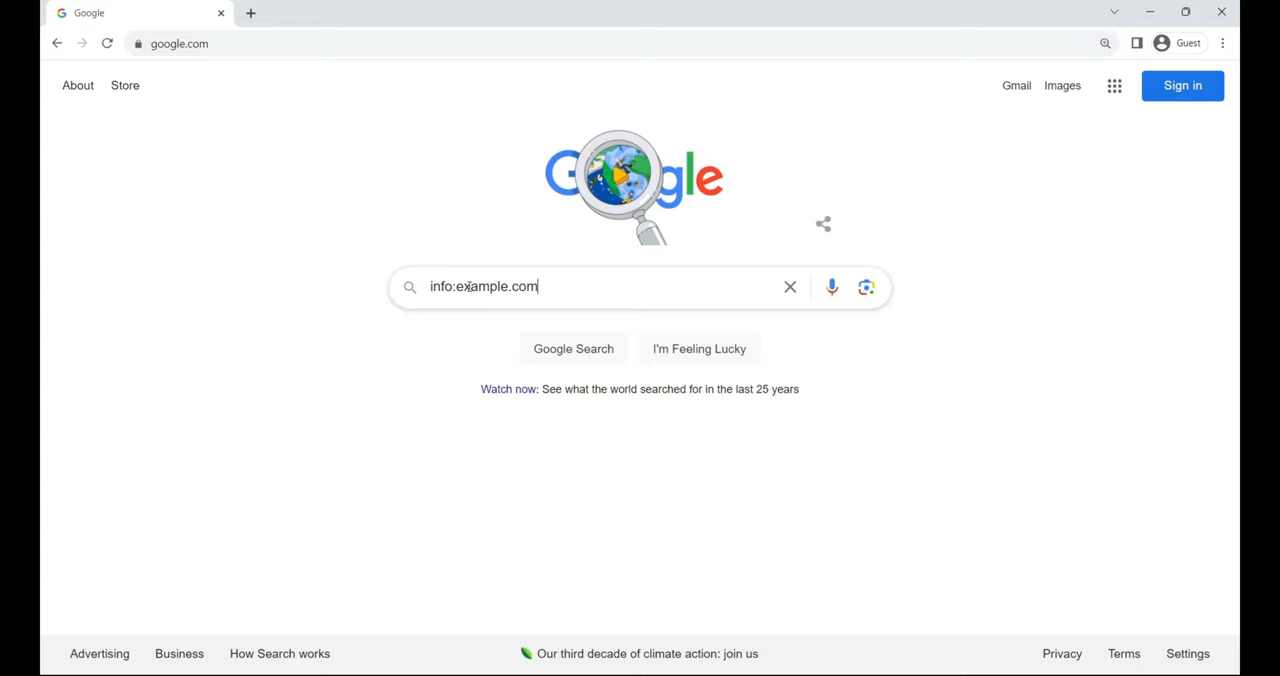 Google
google.com
Guest
About Store
Gmail Images Sign in
Google
info:example.com
Google Search I'm Feeling Lucky
Watch now: See what the world searched for in the last 25 years
Advertising Business How Search works
Our third decade of climate action: join us
Privacy Terms Settings